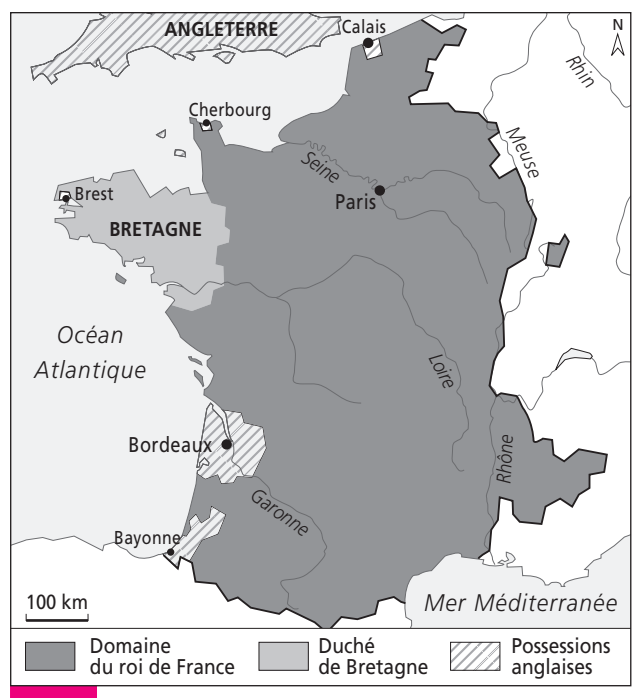 ANGLETERRE
Calais
N
Rhin
Cherbourg
Meuse
Seine
Brest
Paris
BRETAGNE
Océan
Atlantique
Loire
Bordeaux
Rhône
Garonne
Bayonne
100 km
Mer Méditerranée
Domaine
du roi de France
Duché
de Bretagne
Possessions
anglaises